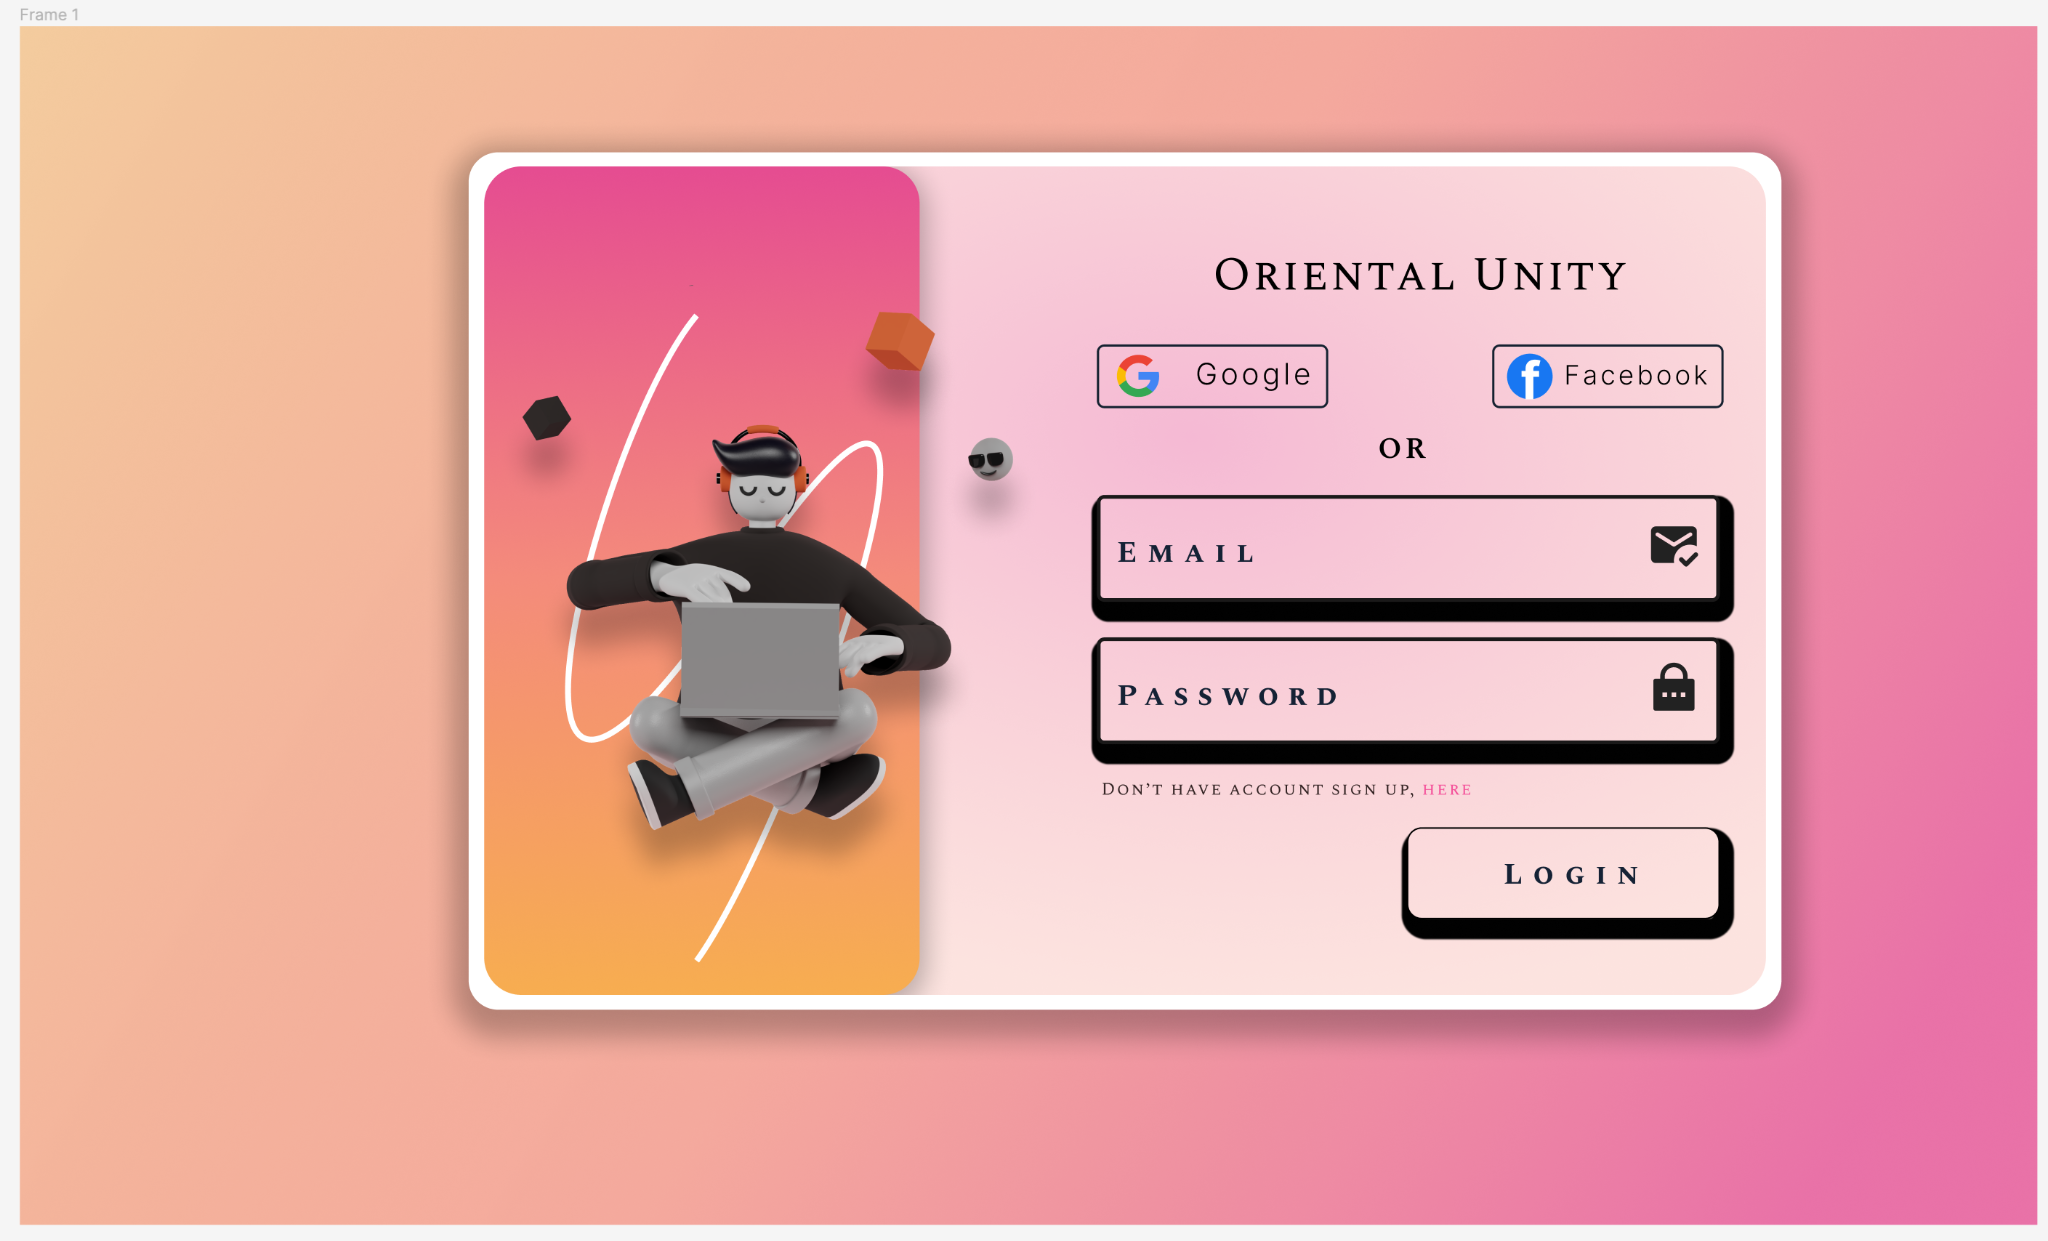 Frame 1
Oriental Unity
Google
Facebook
OR
Email
Password
Don't have account sign up, here
Login